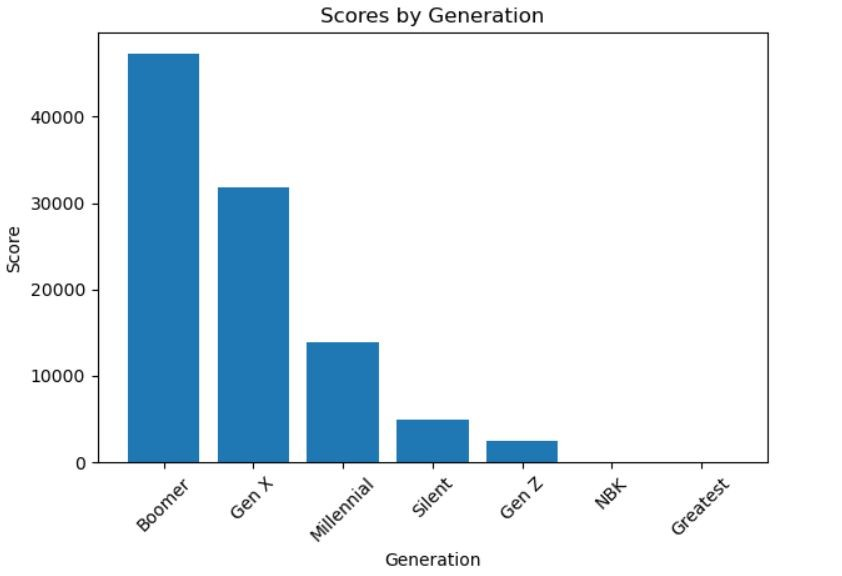 Scores by Generation
Score
40000
30000
20000
10000
0
Boomer
Gen X
Millennial
Silent
Gen Z
NBK
Greatest
Generation